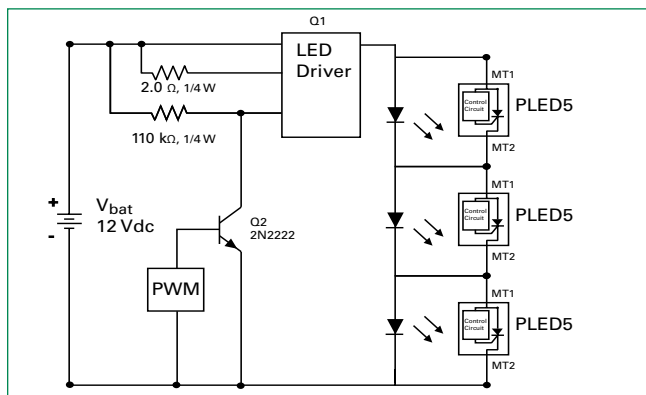 Q1
LED
Driver
2.0 Ω, 1/4 W
110 kΩ, 1/4 W
+
-
Vbat
12 Vdc
Q2
2N2222
PWM
MT1
Control
Circuit
PLED5
MT2
MT1
Control
Circuit
PLED5
MT2
MT1
Control
Circuit
PLED5
MT2